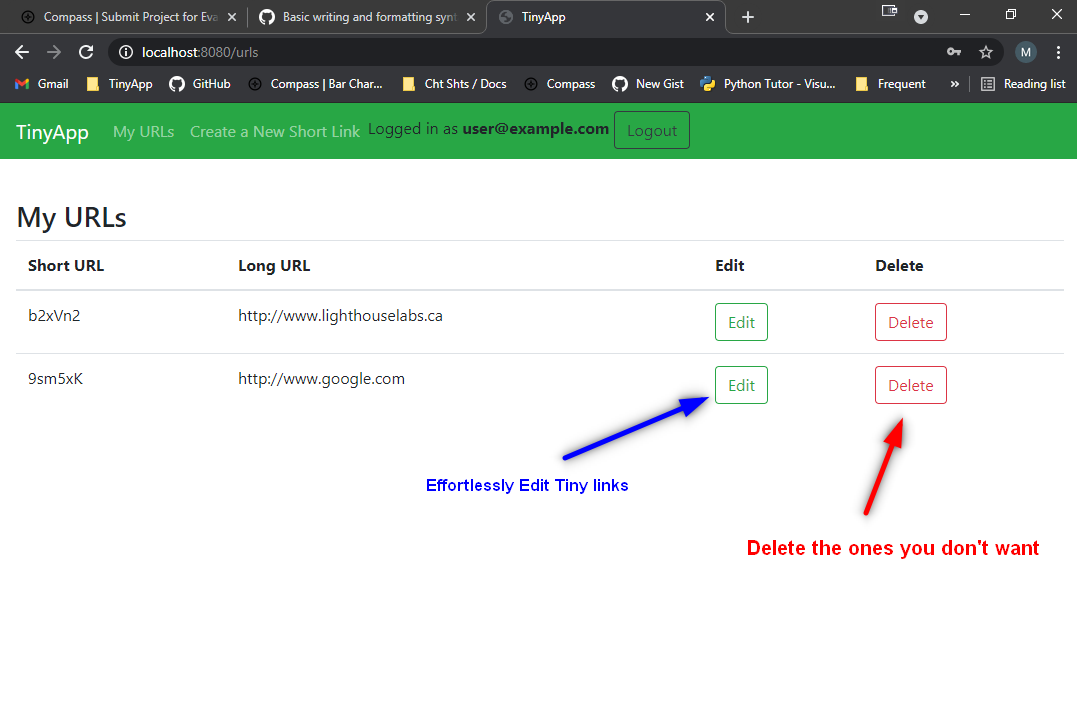 Compass | Submit Project for Eva
Basic writing and formatting synt
TinyApp
localhost:8080/urls
M
Gmail
TinyApp
GitHub
Compass | Bar Char...
Cht Shts / Docs
Compass
New Gist
Python Tutor - Visu...
Frequent
»
Reading list
TinyApp My URLs Create a New Short Link Logged in as user@example.com Logout
My URLs
Short URL Long URL Edit Delete
b2xVn2 http://www.lighthouselabs.ca Edit Delete
9sm5xK http://www.google.com Edit Delete
Effortlessly Edit Tiny links
Delete the ones you don't want